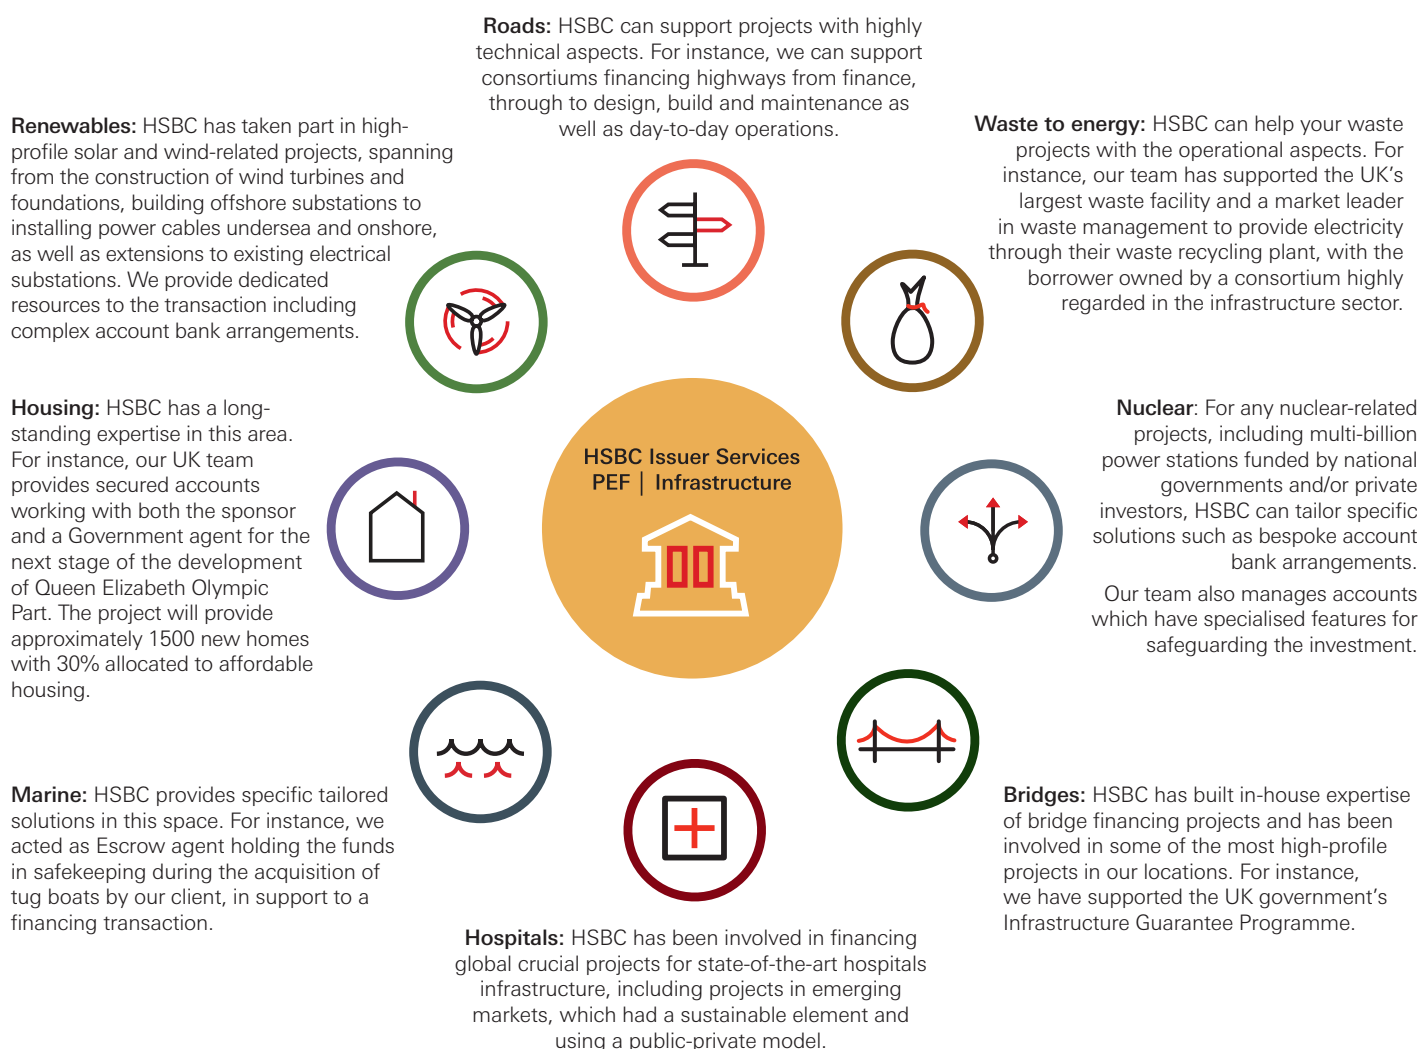 Roads: HSBC can support projects with highly
technical aspects. For instance, we can support
consortiums financing highways from finance,
through to design, build and maintenance as
well as day-to-day operations.
Renewables: HSBC has taken part in high-
profile solar and wind-related projects, spanning
from the construction of wind turbines and
foundations, building offshore substations to
installing power cables undersea and onshore,
as well as extensions to existing electrical
substations. We provide dedicated
resources to the transaction including
complex account bank arrangements.
Waste to energy: HSBC can help your waste
projects with the operational aspects. For
instance, our team has supported the UK's
largest waste facility and a market leader
in waste management to provide electricity
through their waste recycling plant, with the
borrower owned by a consortium highly
regarded in the infrastructure sector.
Housing: HSBC has a long-
standing expertise in this area.
For instance, our UK team
provides secured accounts
working with both the sponsor
and a Government agent for the
next stage of the development
of Queen Elizabeth Olympic
Part. The project will provide
approximately 1500 new homes
with 30% allocated to affordable
housing.
HSBC Issuer Services
PEF | Infrastructure
Nuclear: For any nuclear-related
projects, including multi-billion
power stations funded by national
governments and/or private
investors, HSBC can tailor specific
solutions such as bespoke account
bank arrangements.
Our team also manages accounts
which have specialised features for
safeguarding the investment.
Marine: HSBC provides specific tailored
solutions in this space. For instance, we
acted as Escrow agent holding the funds
in safekeeping during the acquisition of
tug boats by our client, in support to a
financing transaction.
Bridges: HSBC has built in-house expertise
of bridge financing projects and has been
involved in some of the most high-profile
projects in our locations. For instance,
we have supported the UK government's
Infrastructure Guarantee Programme.
Hospitals: HSBC has been involved in financing
global crucial projects for state-of-the-art hospitals
infrastructure, including projects in emerging
markets, which had a sustainable element and
using a public-private model.